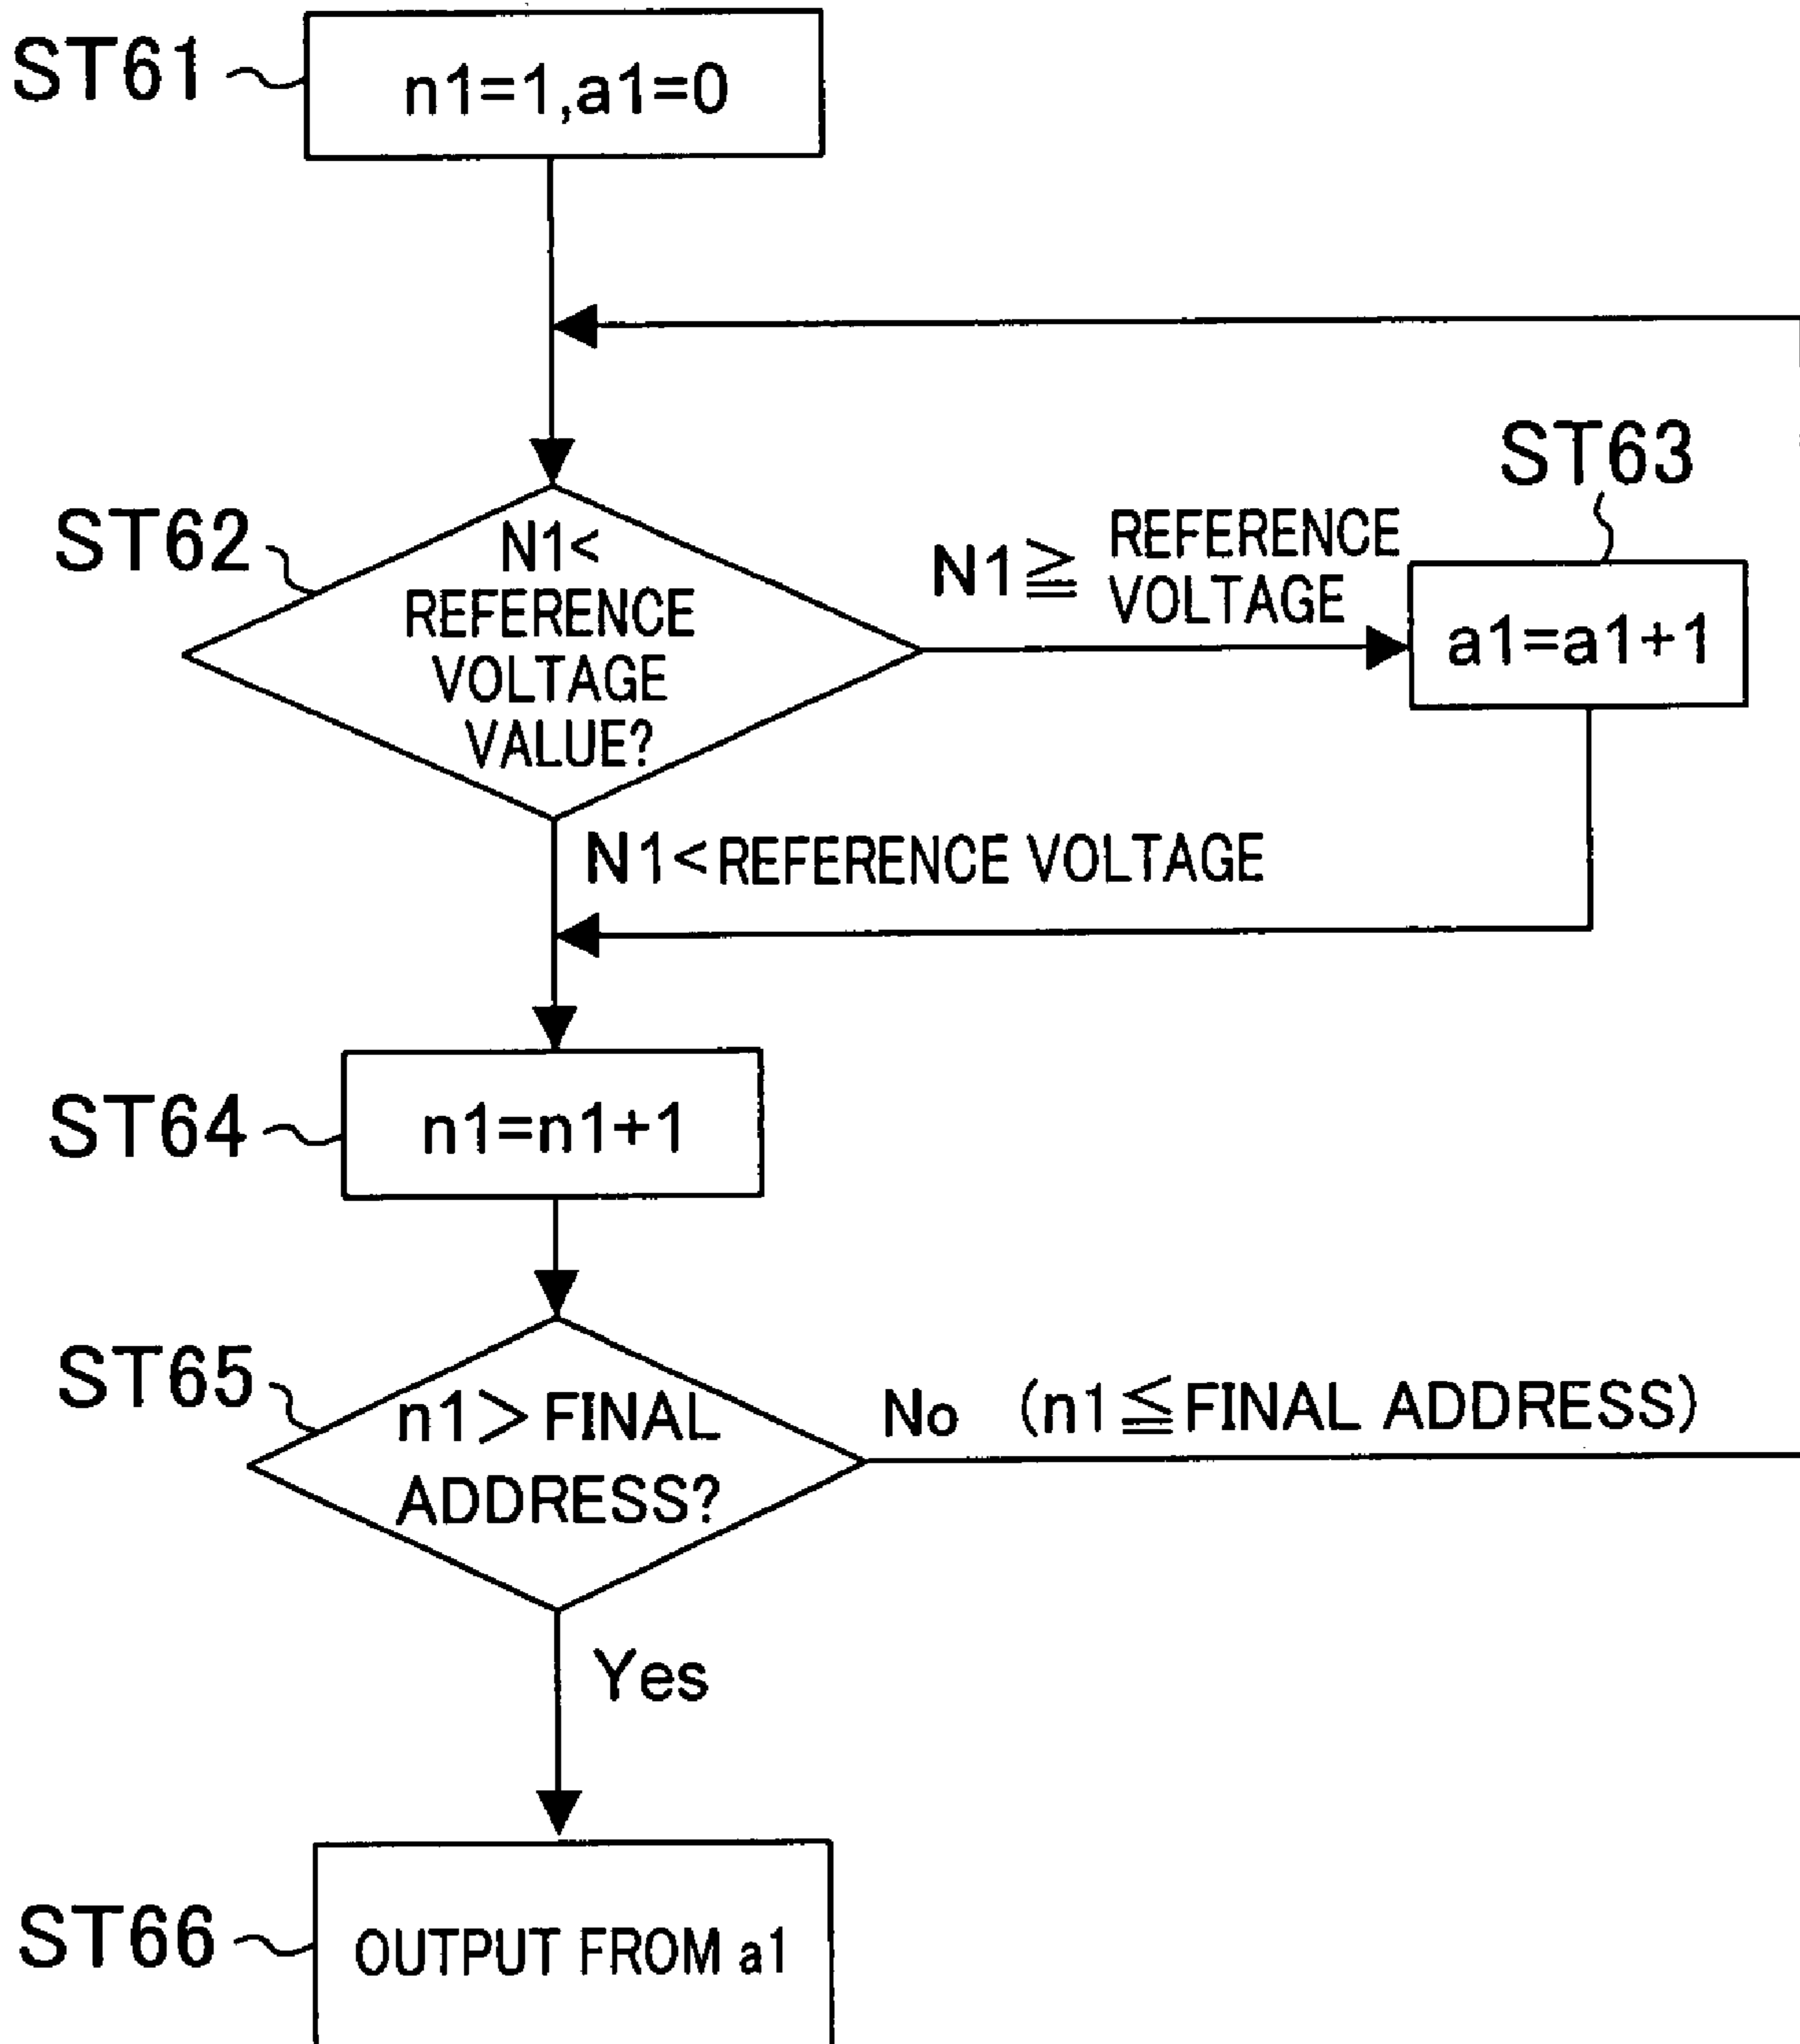 ST61
n1=1,a1=0
ST62
N1<
REFERENCE
VOLTAGE
VALUE?
N1≧ REFERENCE
VOLTAGE
ST63
a1=a1+1
N1<REFERENCE VOLTAGE
ST64
n1=n1+1
ST65
n1>FINAL
ADDRESS?
No (n1≦FINAL ADDRESS)
Yes
ST66
OUTPUT FROM a1